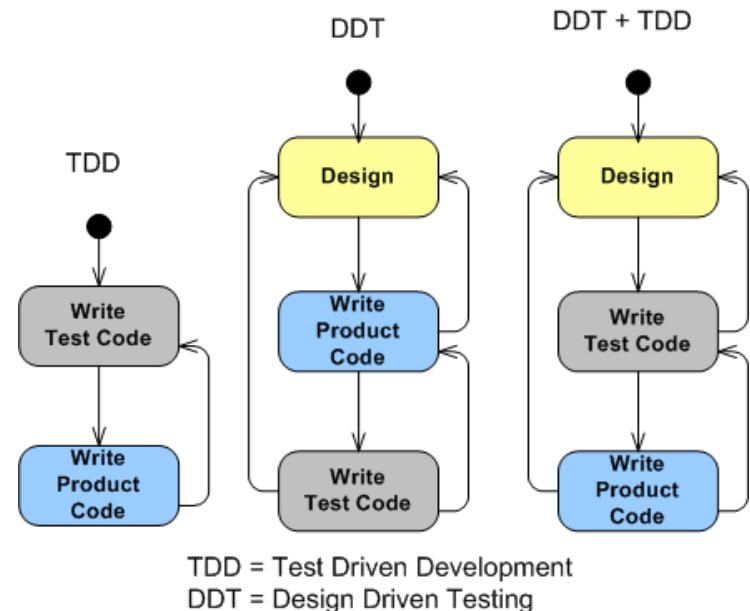 TDD
Write
Test Code
Write
Product
Code
DDT
Design
Write
Product
Code
Write
Test Code
DDT + TDD
Design
Write
Test Code
Write
Product
Code
TDD = Test Driven Development
DDT = Design Driven Testing